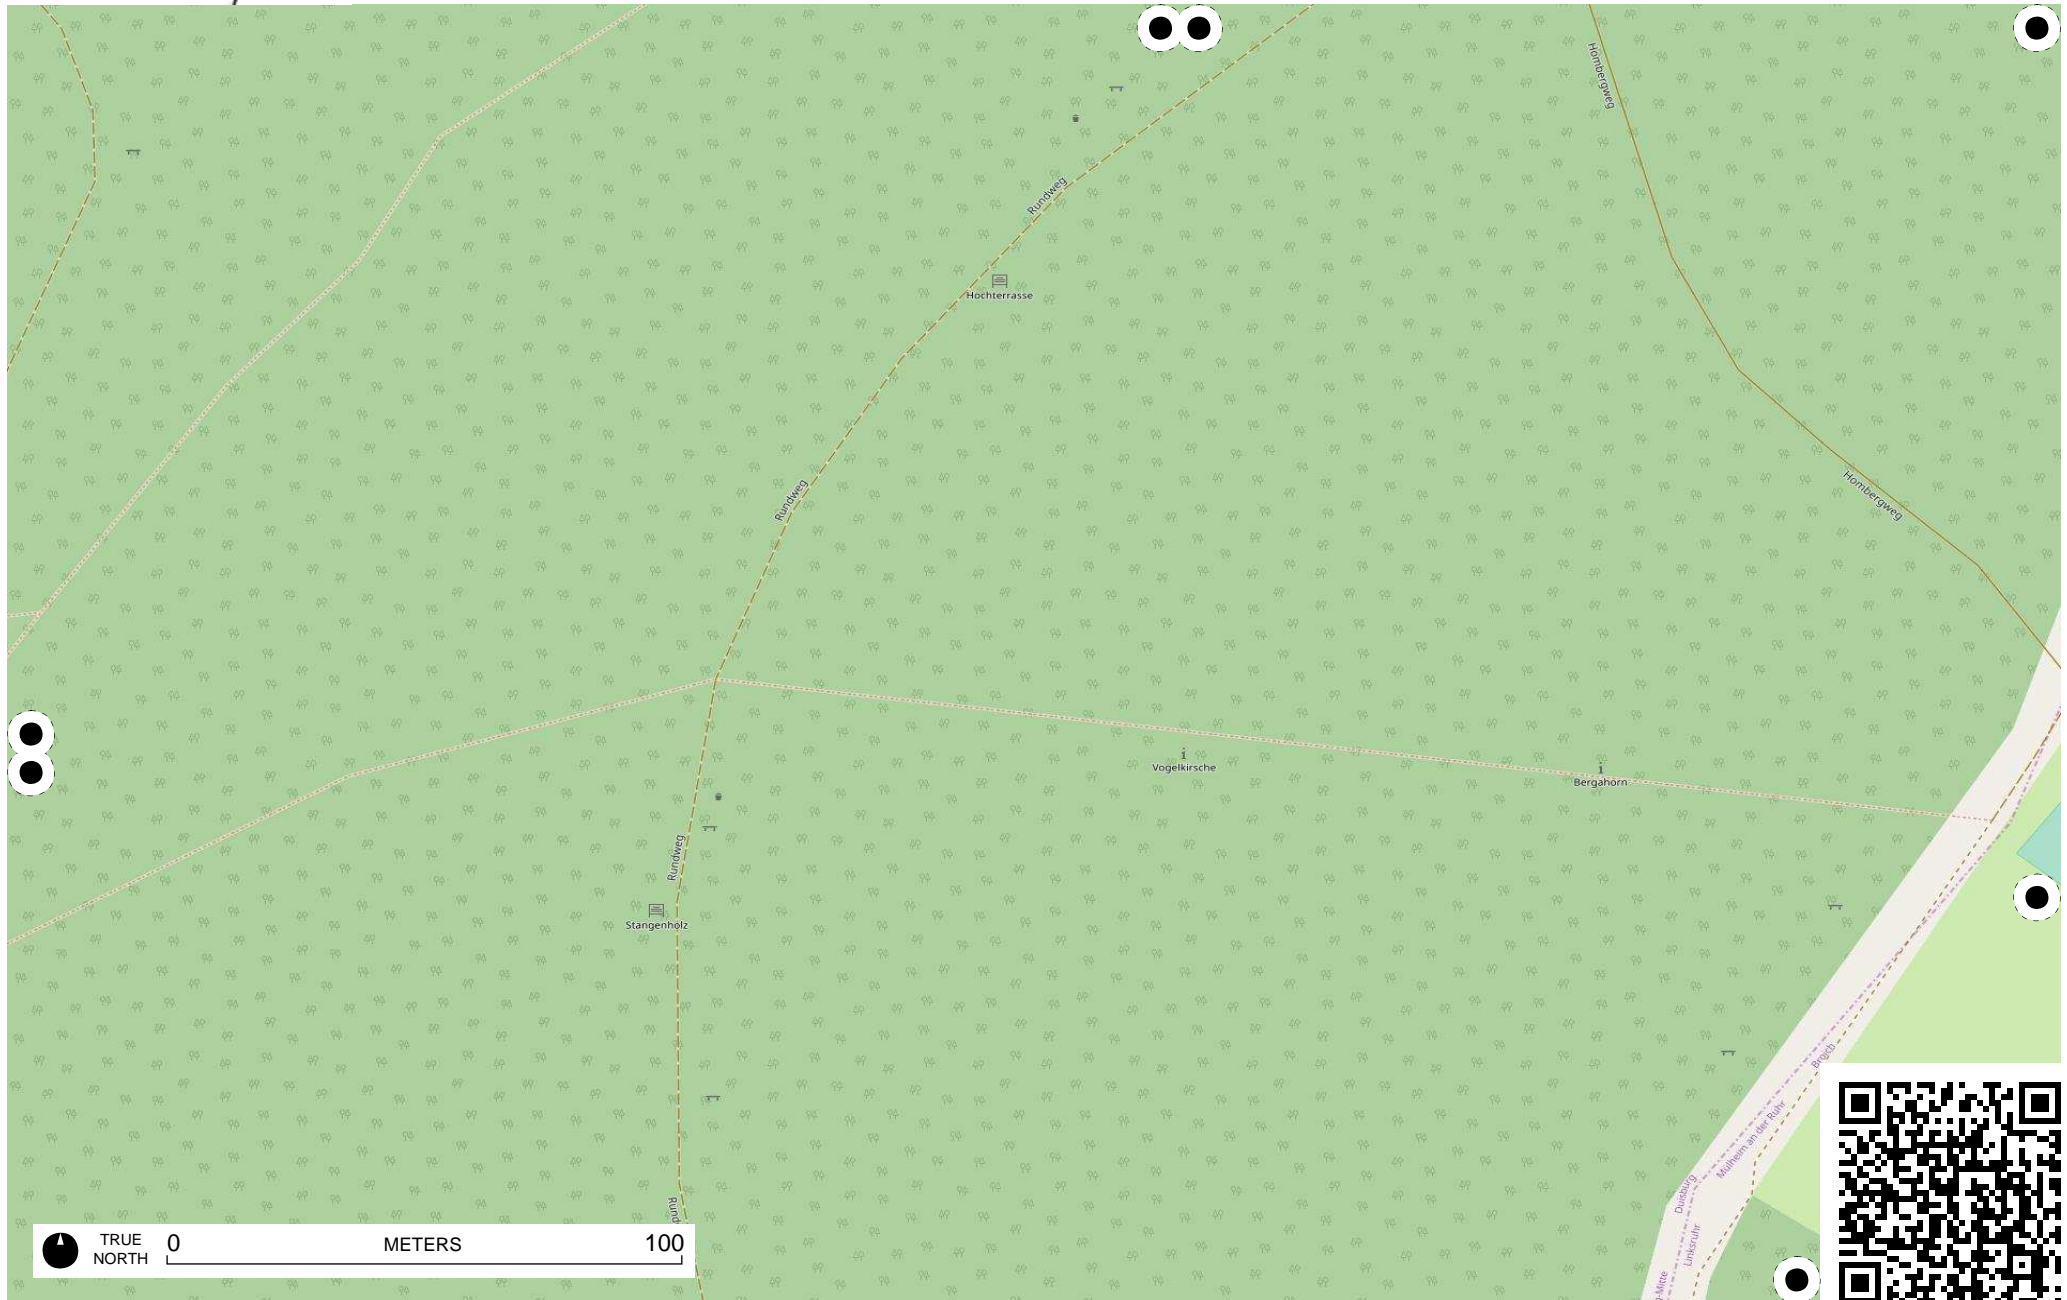 Hombergweg
Rundweg
Hochterrasse
Hombergweg
Rundweg
Vogelkirsche
Bergahorn
Rundweg
Stangenholz
Broich
Mülheim an der Ruhr
Duisburg
Linksruhr
g-Mitte
Rund
TRUE
NORTH
0 METERS 100